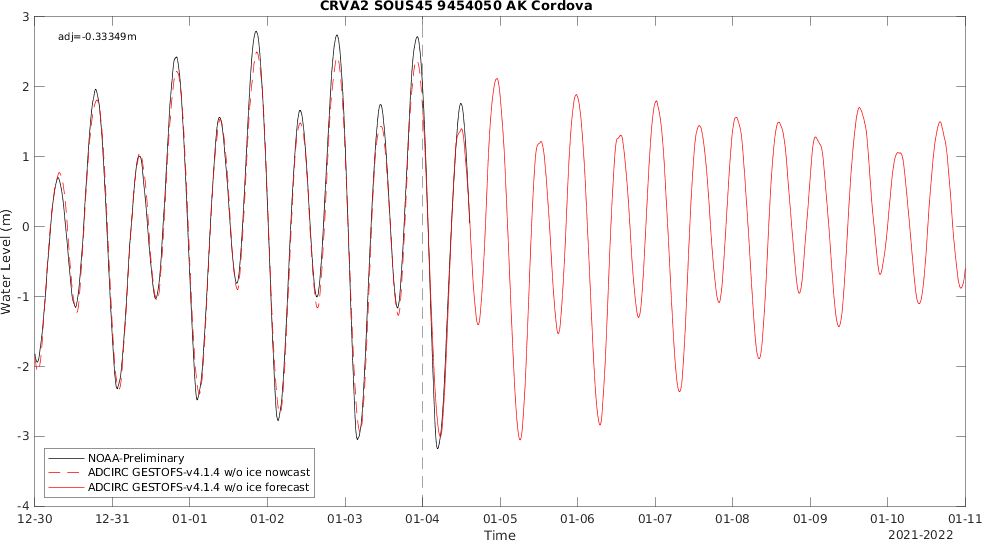 CRVA2 SOUS45 9454050 AK Cordova
adj=-0.33349m
3
2
1
0
-1
-2
-3
-4
Water Level (m)
NOAA-Preliminary
ADCIRC GESTOFS-v4.1.4 w/o ice nowcast
ADCIRC GESTOFS-v4.1.4 w/o ice forecast
12-30 12-31 01-01 01-02 01-03 01-04 01-05 01-06 01-07 01-08 01-09 01-10 01-11
Time
2021-2022